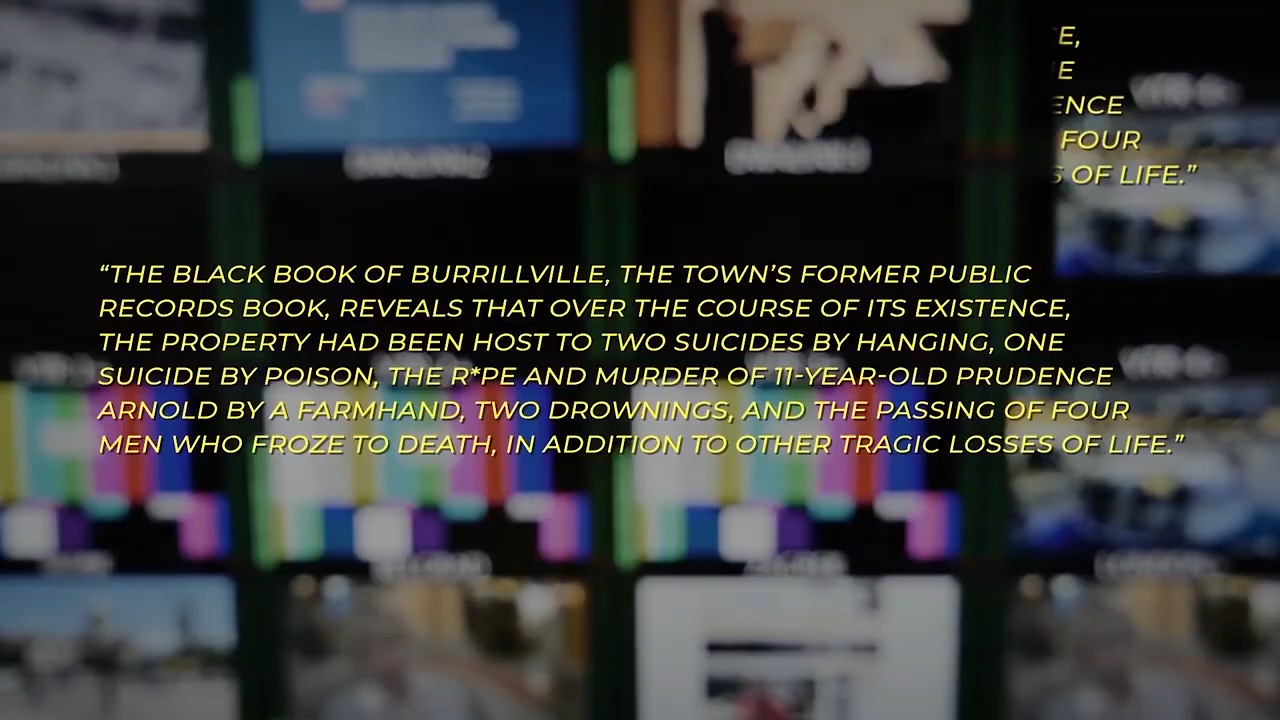 E,
E
ENCE
FOUR
S OF LIFE.”
“THE BLACK BOOK OF BURRILLVILLE, THE TOWN’S FORMER PUBLIC
RECORDS BOOK, REVEALS THAT OVER THE COURSE OF ITS EXISTENCE,
THE PROPERTY HAD BEEN HOST TO TWO SUICIDES BY HANGING, ONE
SUICIDE BY POISON, THE R*PE AND MURDER OF 11-YEAR-OLD PRUDENCE
ARNOLD BY A FARMHAND, TWO DROWNINGS, AND THE PASSING OF FOUR
MEN WHO FROZE TO DEATH, IN ADDITION TO OTHER TRAGIC LOSSES OF LIFE.”